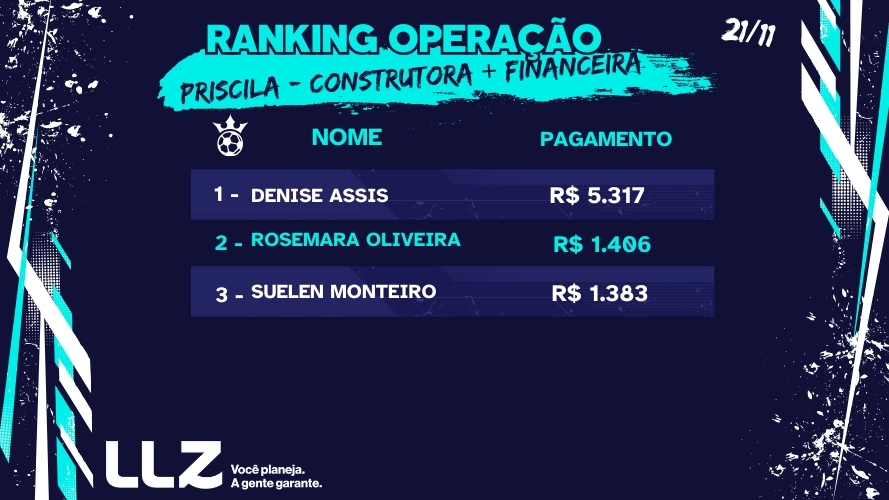 RANKING OPERAÇÃO
21/11
PRISCILA - CONSTRUTORA + FINANCEIRA
NOME PAGAMENTO
1 - DENISE ASSIS R$ 5.317
2 - ROSEMARA OLIVEIRA R$ 1.406
3 - SUELEN MONTEIRO R$ 1.383
LLZ
Você planeja.
A gente garante.